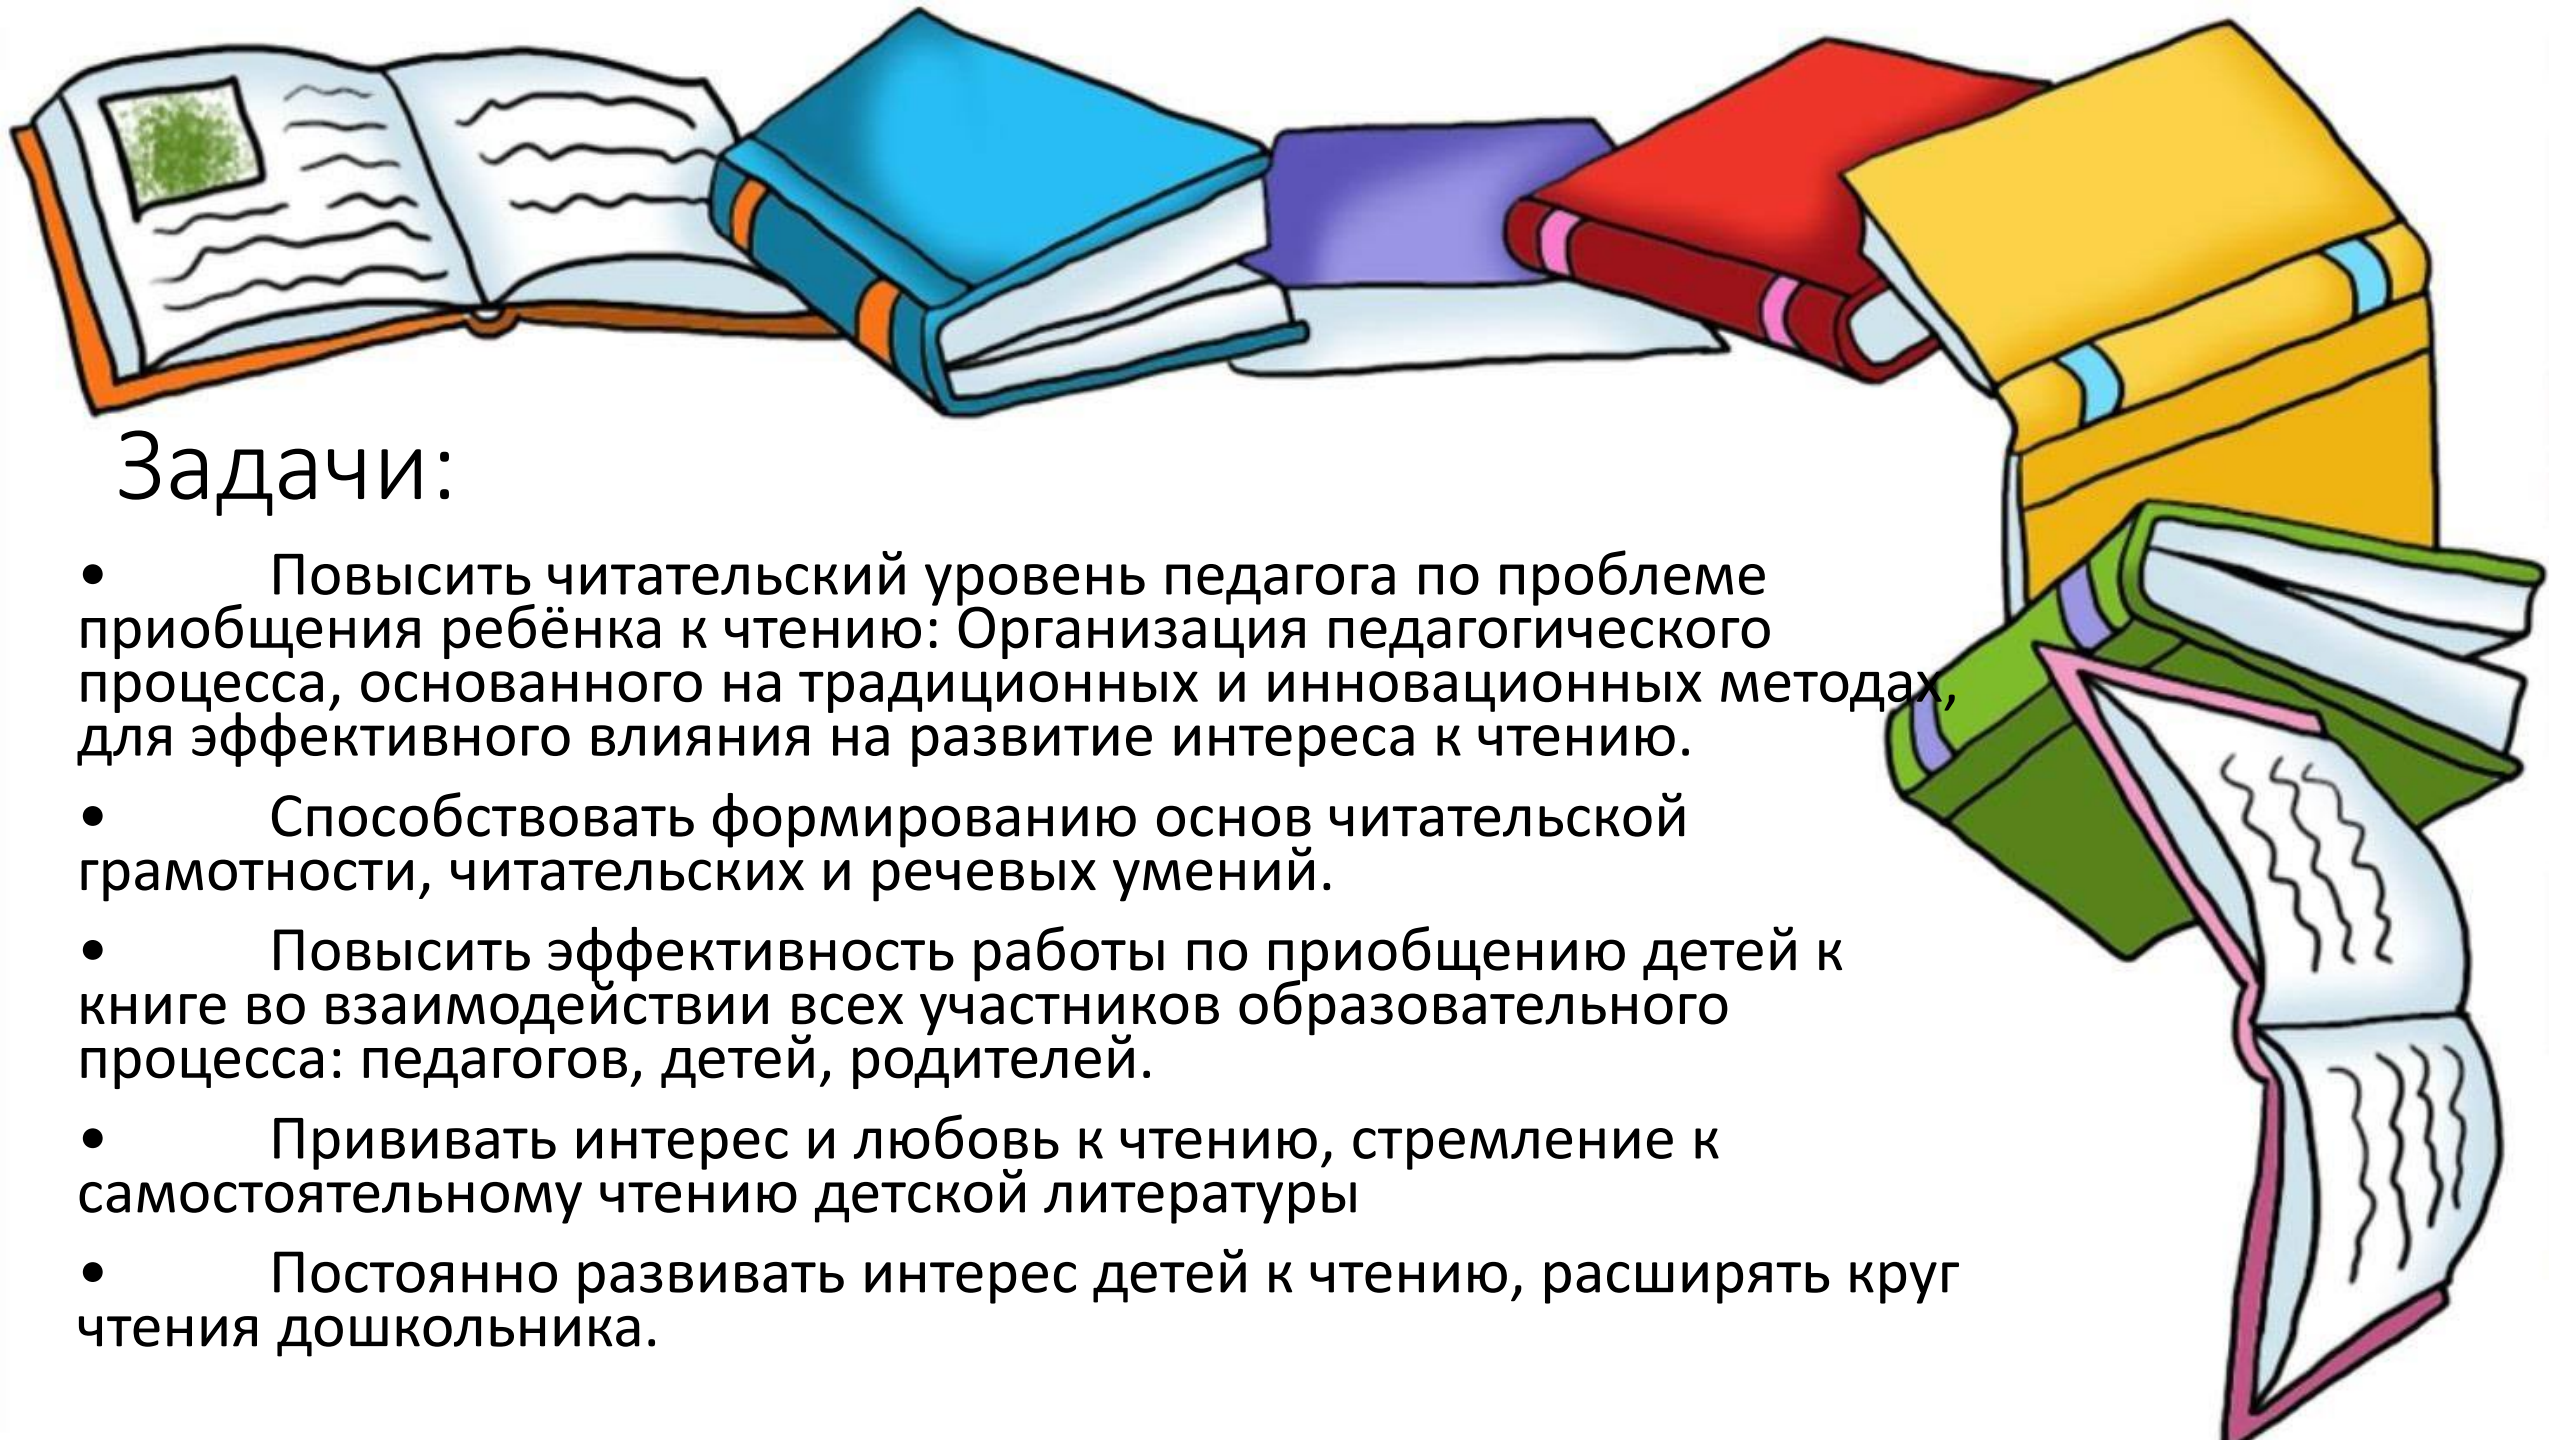 Задачи:
• Повысить читательский уровень педагога по проблеме
приобщения ребёнка к чтению: Организация педагогического
процесса, основанного на традиционных и инновационных методах,
для эффективного влияния на развитие интереса к чтению.
• Способствовать формированию основ читательской
грамотности, читательских и речевых умений.
• Повысить эффективность работы по приобщению детей к
книге во взаимодействии всех участников образовательного
процесса: педагогов, детей, родителей.
• Прививать интерес и любовь к чтению, стремление к
самостоятельному чтению детской литературы
• Постоянно развивать интерес детей к чтению, расширять круг
чтения дошкольника.